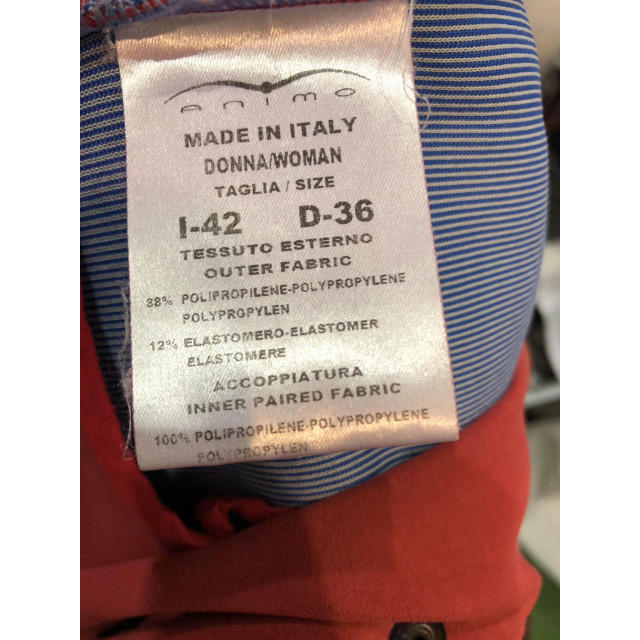 animo
MADE IN ITALY
DONNA/WOMAN
TAGLIA / SIZE
I-42 D-36
TESSUTO ESTERNO
OUTER FABRIC
88% POLIPROPILENE-POLYPROPYLENE
POLYPROPYLEN
12% ELASTOMERO-ELASTOMER
ELASTOMERE
ACCOPPIATURA
INNER PAIRED FABRIC
100% POLIPROPILENE-POLYPROPYLENE
POLYPROPYLEN